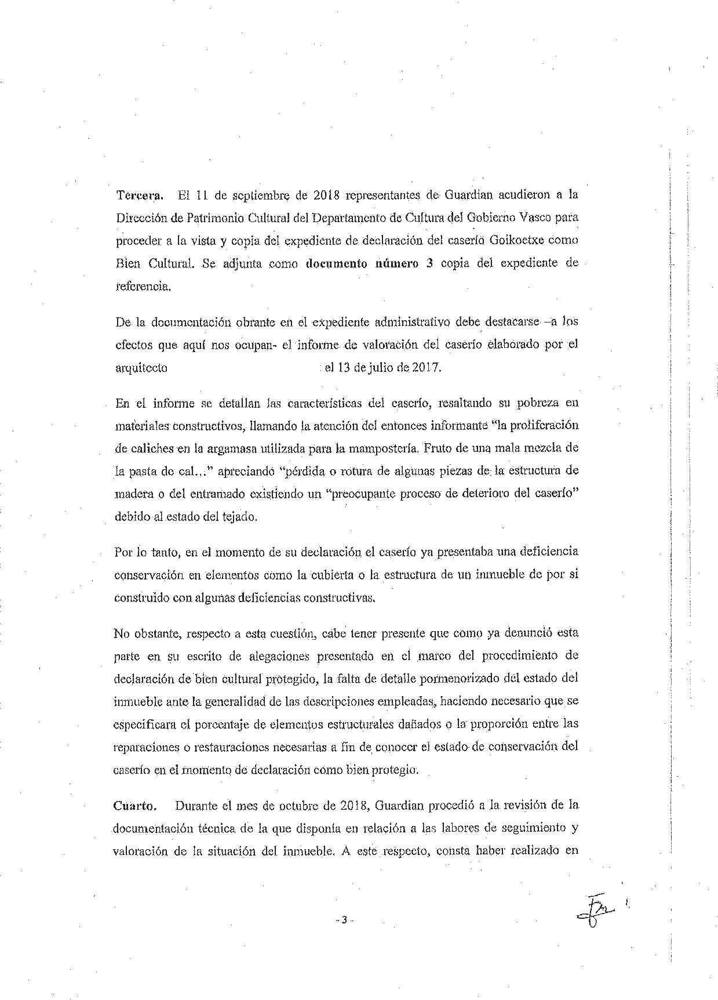 Tercera. El 11 de septiembre de 2018 representantes de Guardian acudieron a la
Dirección de Patrimonio Cultural del Departamento de Cultura del Gobierno Vasco para
proceder a la vista y copia del expediente de declaración del caserío Goikoetxe como
Bien Cultural. Se adjunta como documento número 3 copia del expediente de
referencia.
De la documentación obrante en el expediente administrativo debe destacarse –a los
efectos que aquí nos ocupan- el informe de valoración del caserío elaborado por el
arquitecto el 13 de julio de 2017.
En el informe se detallan las características del caserío, resaltando su pobreza en
materiales constructivos, llamando la atención del entonces informante “la proliferación
de caliches en la argamasa utilizada para la mampostería. Fruto de una mala mezcla de
la pasta de cal...” apreciando “pérdida o rotura de algunas piezas de la estructura de
madera o del entramado existiendo un “preocupante proceso de deterioro del caserío”
debido al estado del tejado.
Por lo tanto, en el momento de su declaración el caserío ya presentaba una deficiencia
conservación en elementos como la cubierta o la estructura de un inmueble de por si
construido con algunas deficiencias constructivas.
No obstante, respecto a esta cuestión, cabe tener presente que como ya denunció esta
parte en su escrito de alegaciones presentado en el marco del procedimiento de
declaración de bien cultural protegido, la falta de detalle pormenorizado del estado del
inmueble ante la generalidad de las descripciones empleadas, haciendo necesario que se
especificara el porcentaje de elementos estructurales dañados o la proporción entre las
reparaciones o restauraciones necesarias a fin de conocer el estado de conservación del
caserío en el momento de declaración como bien protegio.
Cuarto. Durante el mes de octubre de 2018, Guardian procedió a la revisión de la
documentación técnica de la que disponía en relación a las labores de seguimiento y
valoración de la situación del inmueble. A este respecto, consta haber realizado en
- 3 -